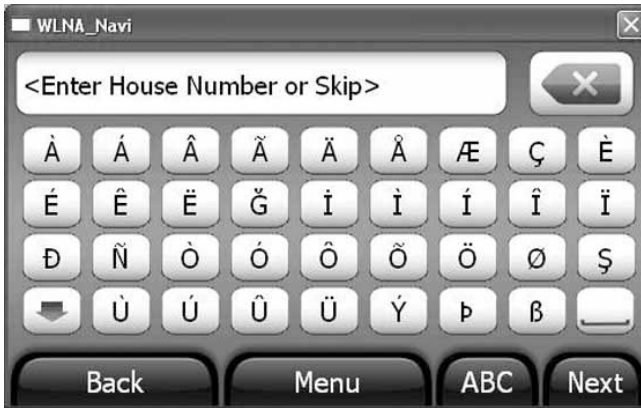 WLNA_Navi
<Enter House Number or Skip>
À Á Â Ã Ä Å Æ Ç È
É Ê Ë Ğ İ Ì Í Î Ï
Đ Ñ Ò Ó Ô Õ Ö Ø Ş
Ù Ú Û Ü Ý Þ ß
Back Menu ABC Next